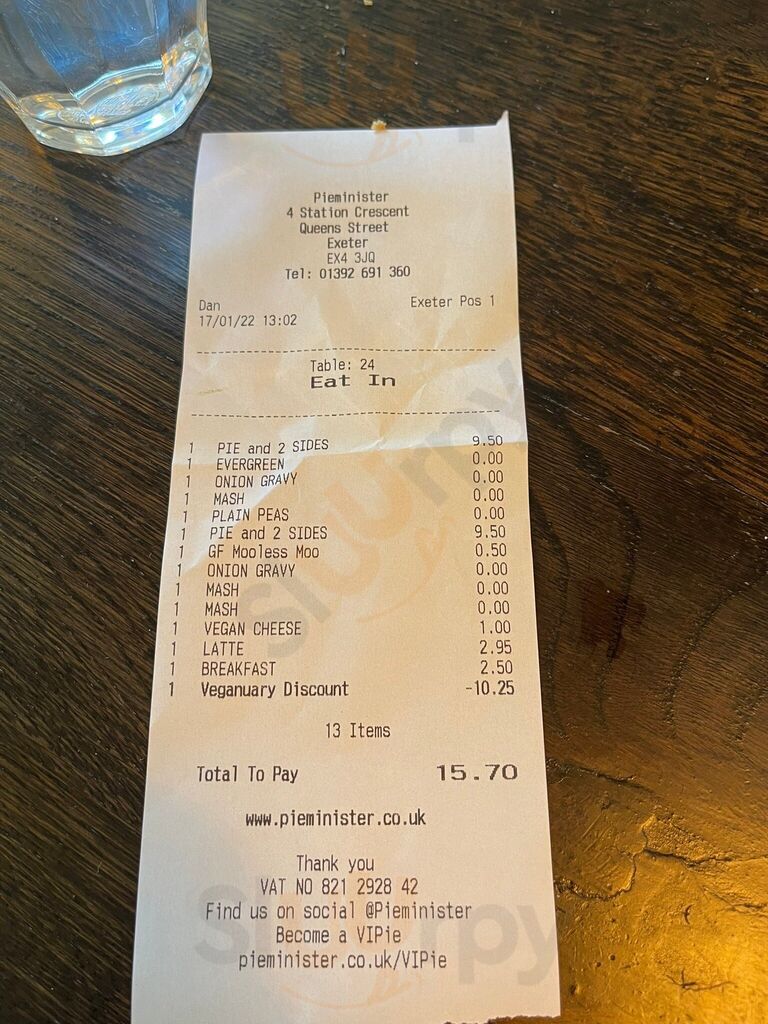 Pieminister
4 Station Crescent
Queens Street
Exeter
EX4 3JQ
Tel: 01392 691 360
Dan Exeter Pos 1
17/01/22 13:02
Table: 24
Eat In
1 PIE and 2 SIDES 9.50
1 EVERGREEN 0.00
1 ONION GRAVY 0.00
1 MASH 0.00
1 PLAIN PEAS 0.00
1 PIE and 2 SIDES 9.50
1 GF Mooless Moo 0.50
1 ONION GRAVY 0.00
1 MASH 0.00
1 MASH 0.00
1 VEGAN CHEESE 1.00
1 LATTE 2.95
1 BREAKFAST 2.50
1 Veganuary Discount -10.25
13 Items
Total To Pay 15.70
www.pieminister.co.uk
Thank you
VAT NO 821 2928 42
Find us on social @Pieminister
Become a VIPie
pieminister.co.uk/VIPie
Sluurpy
Sluurpy